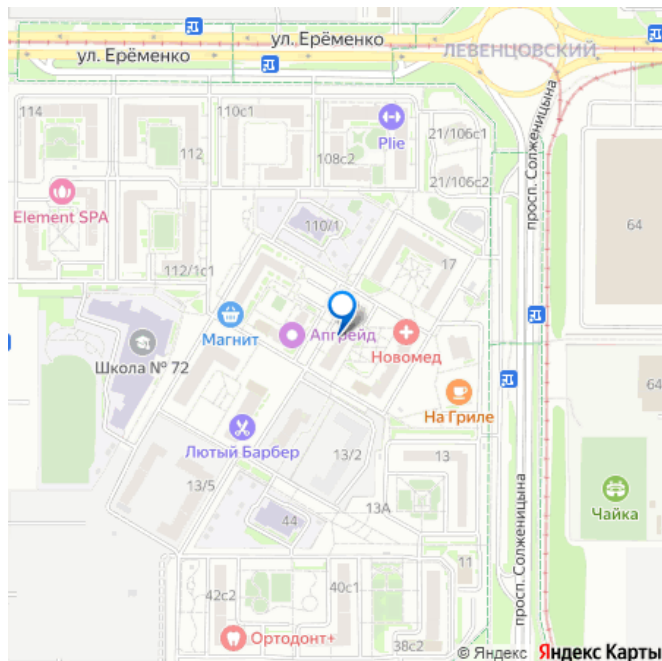 ул. Ерёменко
ул. Ерёменко
ЛЕВЕНЦОВСКИЙ
114
110с1
Plie
21/106с1
112
108с2
21/106с2
Element SPA
просп. Солженицына
110/1
64
17
112/1с1
Магнит
Апгрейд
Новомед
Школа № 72
64
На Гриле
Лютый Барбер
13/2
13
13/5
13А
Чайка
44
11
40с1
42с2
просп. Солженицына
Ортодонт+
38с2
© Яндекс Яндекс Карты